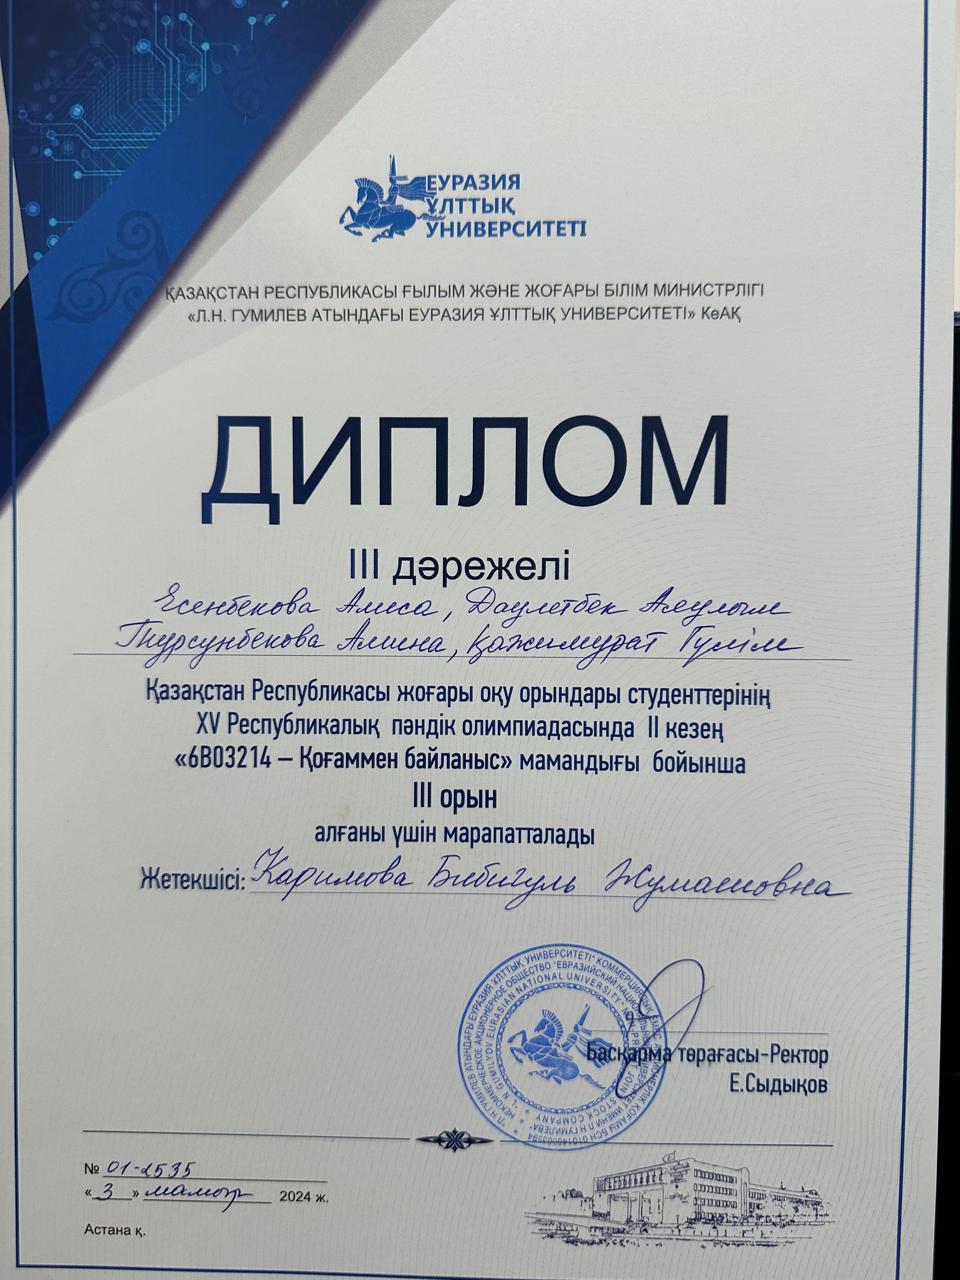 ЕУРАЗИЯ
ҰЛТТЫҚ
УНИВЕРСИТЕТІ
ҚАЗАҚСТАН РЕСПУБЛИКАСЫ ҒЫЛЫМ ЖӘНЕ ЖОҒАРЫ БІЛІМ МИНИСТРЛІГІ
«Л.Н. ГУМИЛЕВ АТЫНДАҒЫ ЕУРАЗИЯ ҰЛТТЫҚ УНИВЕРСИТЕТІ» КеАҚ
ДИПЛОМ
III дәрежелі
Есенбекова Алиса, Даулетбек Аяулым
Турсунбекова Алина, Қажимурат Гүлім
Қазақстан Республикасы жоғары оқу орындары студенттерінің
XV Республикалық пәндік олимпиадасында II кезең
«6В03214 – Қоғаммен байланыс» мамандығы бойынша
III орын
алғаны үшін марапатталады
Жетекшісі: Каримова Бибигуль Жумашовна
Басқарма төрағасы-Ректор
Е.Сыдықов
№ 01-2535
« 3 » мамыр 2024 ж.
Астана қ.